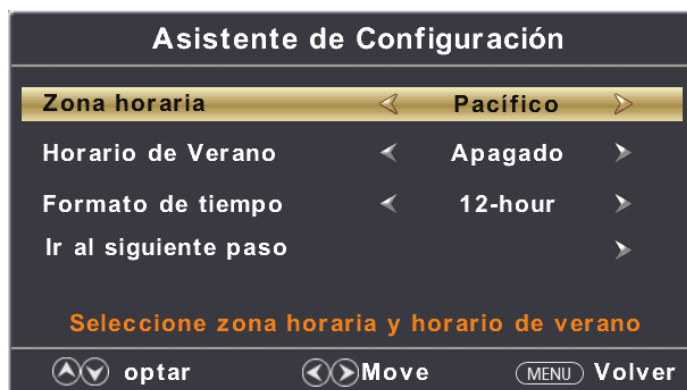 Asistente de Configuración
Zona horaria Pacífico
Horario de Verano Apagado
Formato de tiempo 12-hour
Ir al siguiente paso
Seleccione zona horaria y horario de verano
optar Move MENU Volver